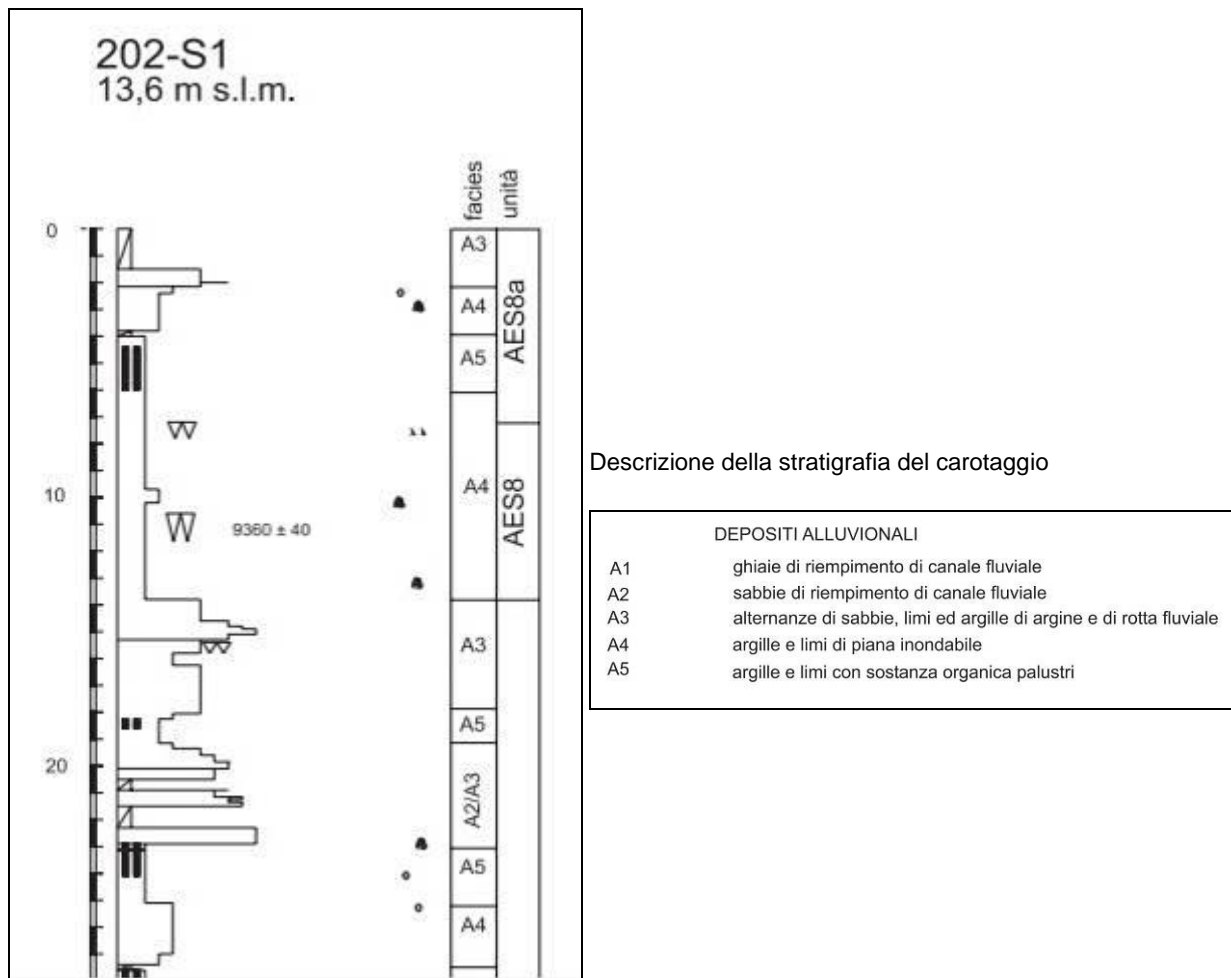 202-S1
13,6 m s.l.m.
facies
unità
0
A3
A4
AES8a
A5
10
A4
AES8
9360 ± 40
A3
A5
20
A2/A3
A5
A4
Descrizione della stratigrafia del carotaggio
DEPOSITI ALLUVIONALI
A1 ghiaie di riempimento di canale fluviale
A2 sabbie di riempimento di canale fluviale
A3 alternanze di sabbie, limi ed argille di argine e di rotta fluviale
A4 argille e limi di piana inondabile
A5 argille e limi con sostanza organica palustri